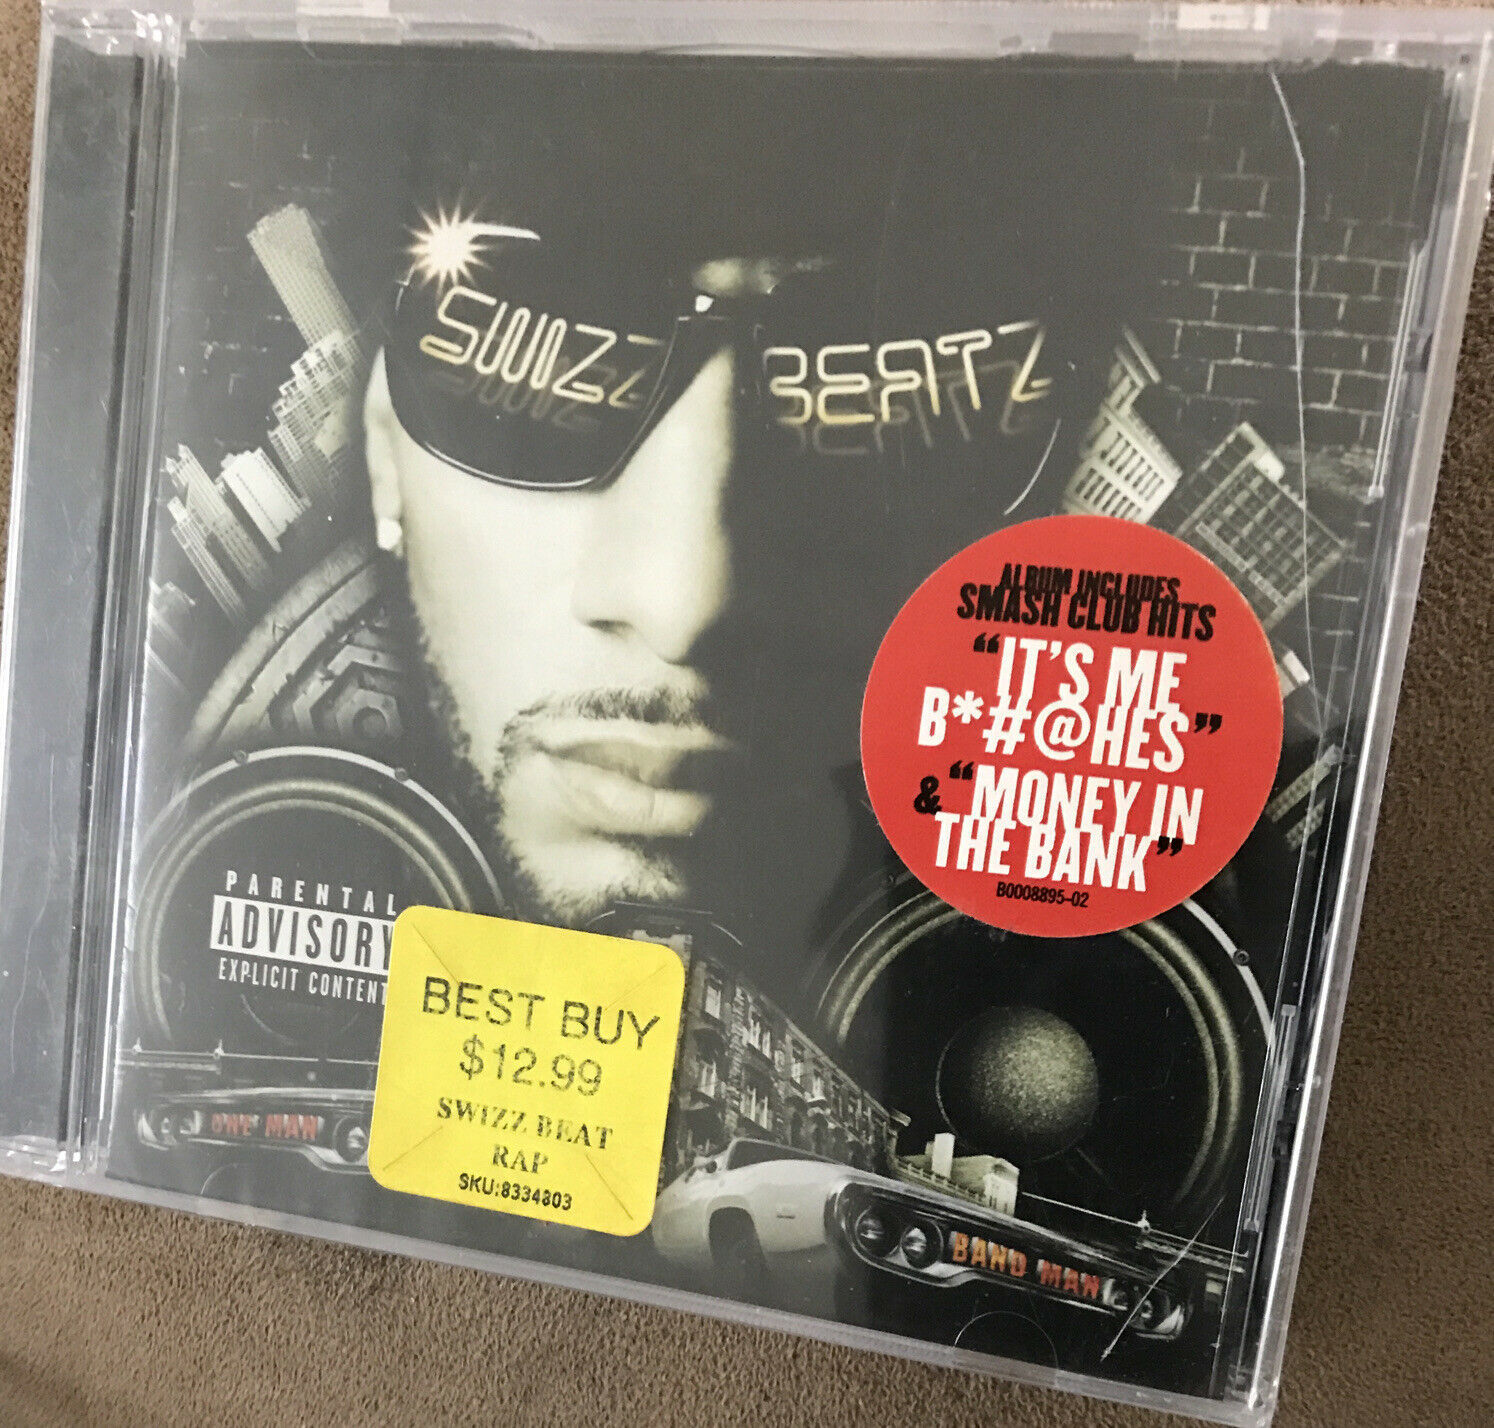 SWIZZ
BEATZ
ALBUM INCLUDES
SMASH CLUB HITS
“IT'S ME
B*#@HES”
& “MONEY IN
THE BANK”
B0008895-02
PARENTAL
ADVISORY
EXPLICIT CONTENT
BEST BUY
$12.99
SWIZZ BEAT
RAP
SKU:8334803
ONE MAN
BAND MAN